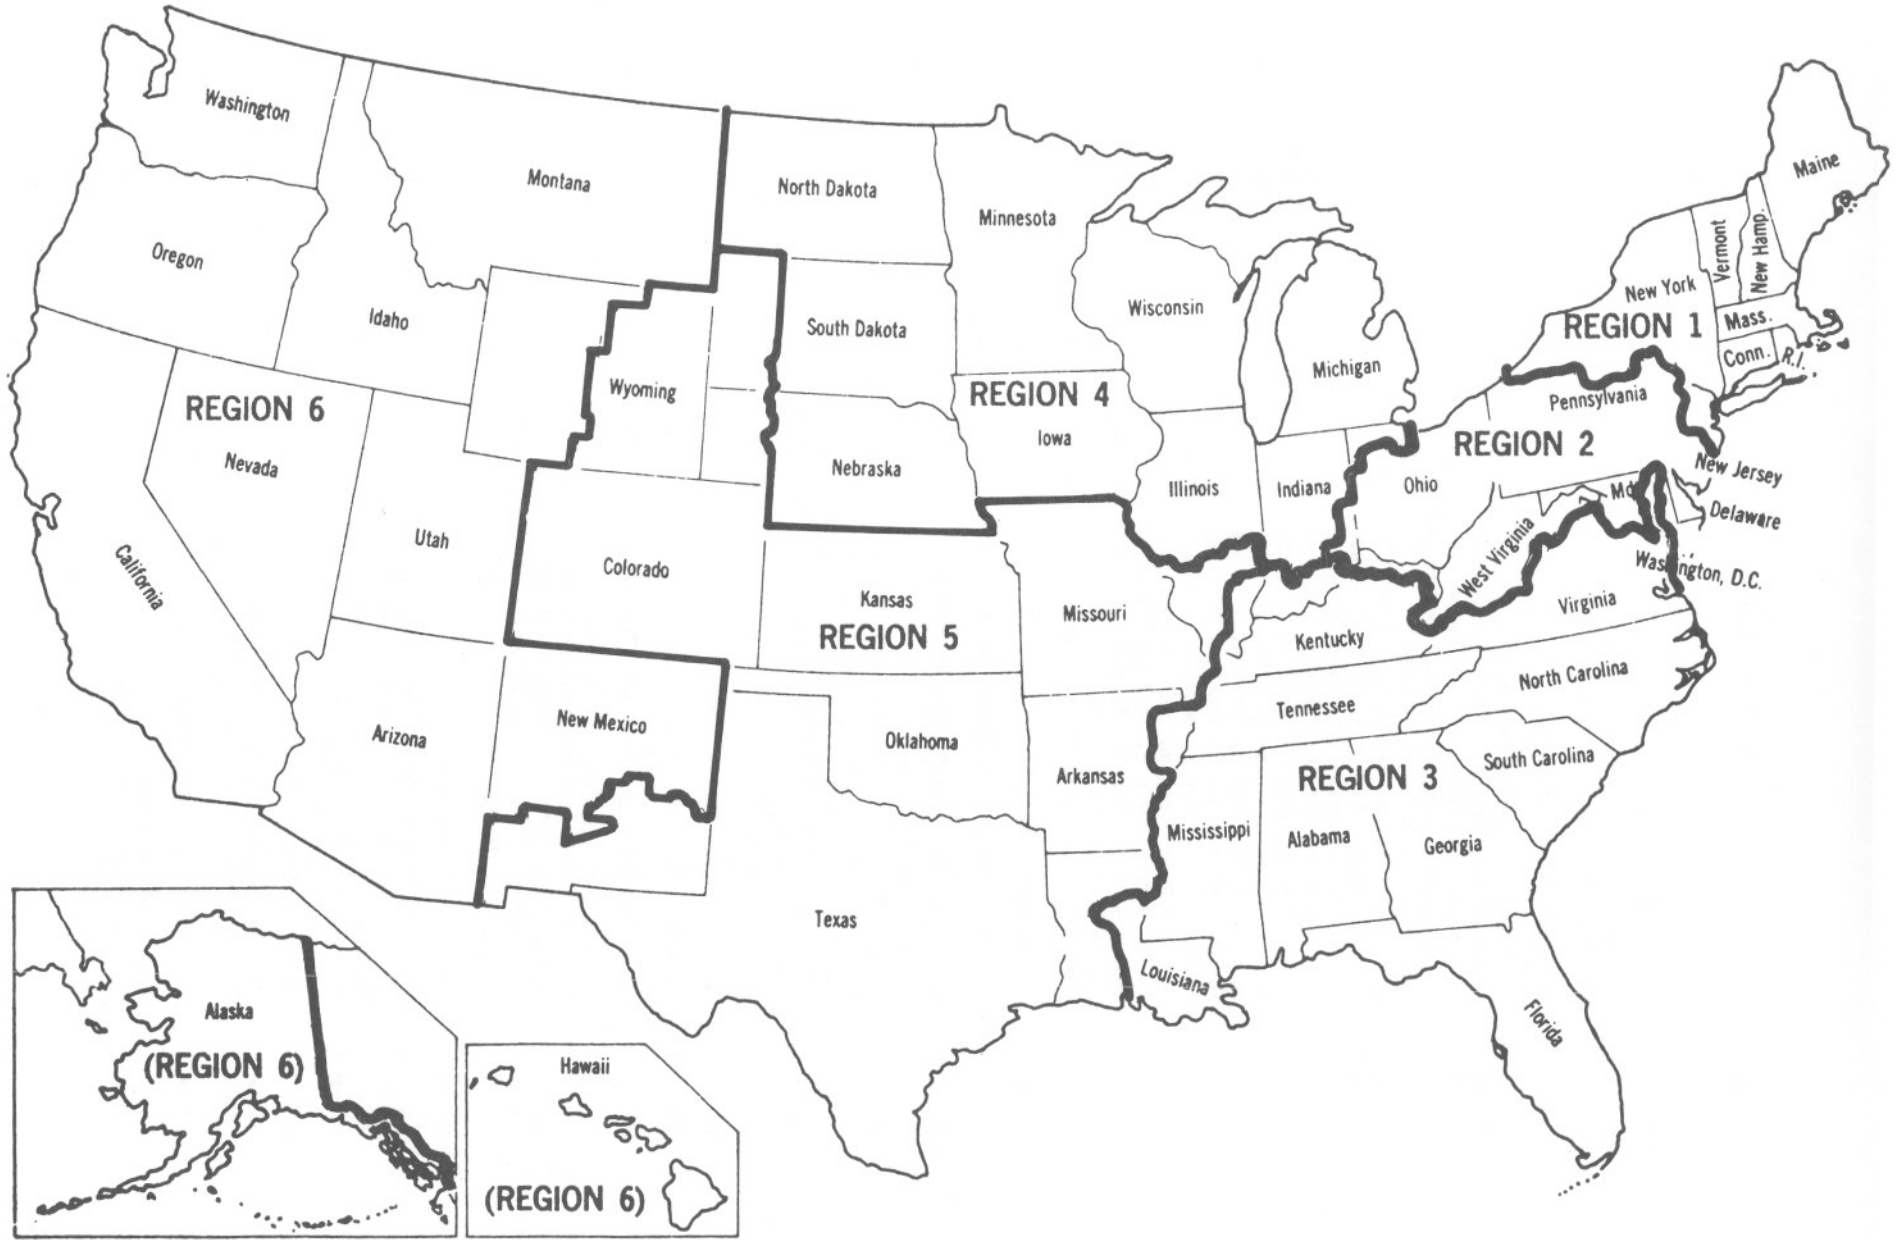 Washington
Montana
North Dakota
Minnesota
Maine
Oregon
Idaho
Wyoming
South Dakota
Wisconsin
Michigan
New York
REGION 1
Vermont
New Hamp.
Mass.
Conn.
R.I.
REGION 6
Nevada
REGION 4
Iowa
Nebraska
Illinois
Indiana
Ohio
Pennsylvania
REGION 2
New Jersey
Md
Delaware
Washington, D.C.
West Virginia
Virginia
California
Utah
Colorado
Kansas
REGION 5
Missouri
Kentucky
North Carolina
Tennessee
South Carolina
Arizona
New Mexico
Oklahoma
Arkansas
REGION 3
Mississippi
Alabama
Georgia
Texas
Louisiana
Florida
Alaska
(REGION 6)
Hawaii
(REGION 6)